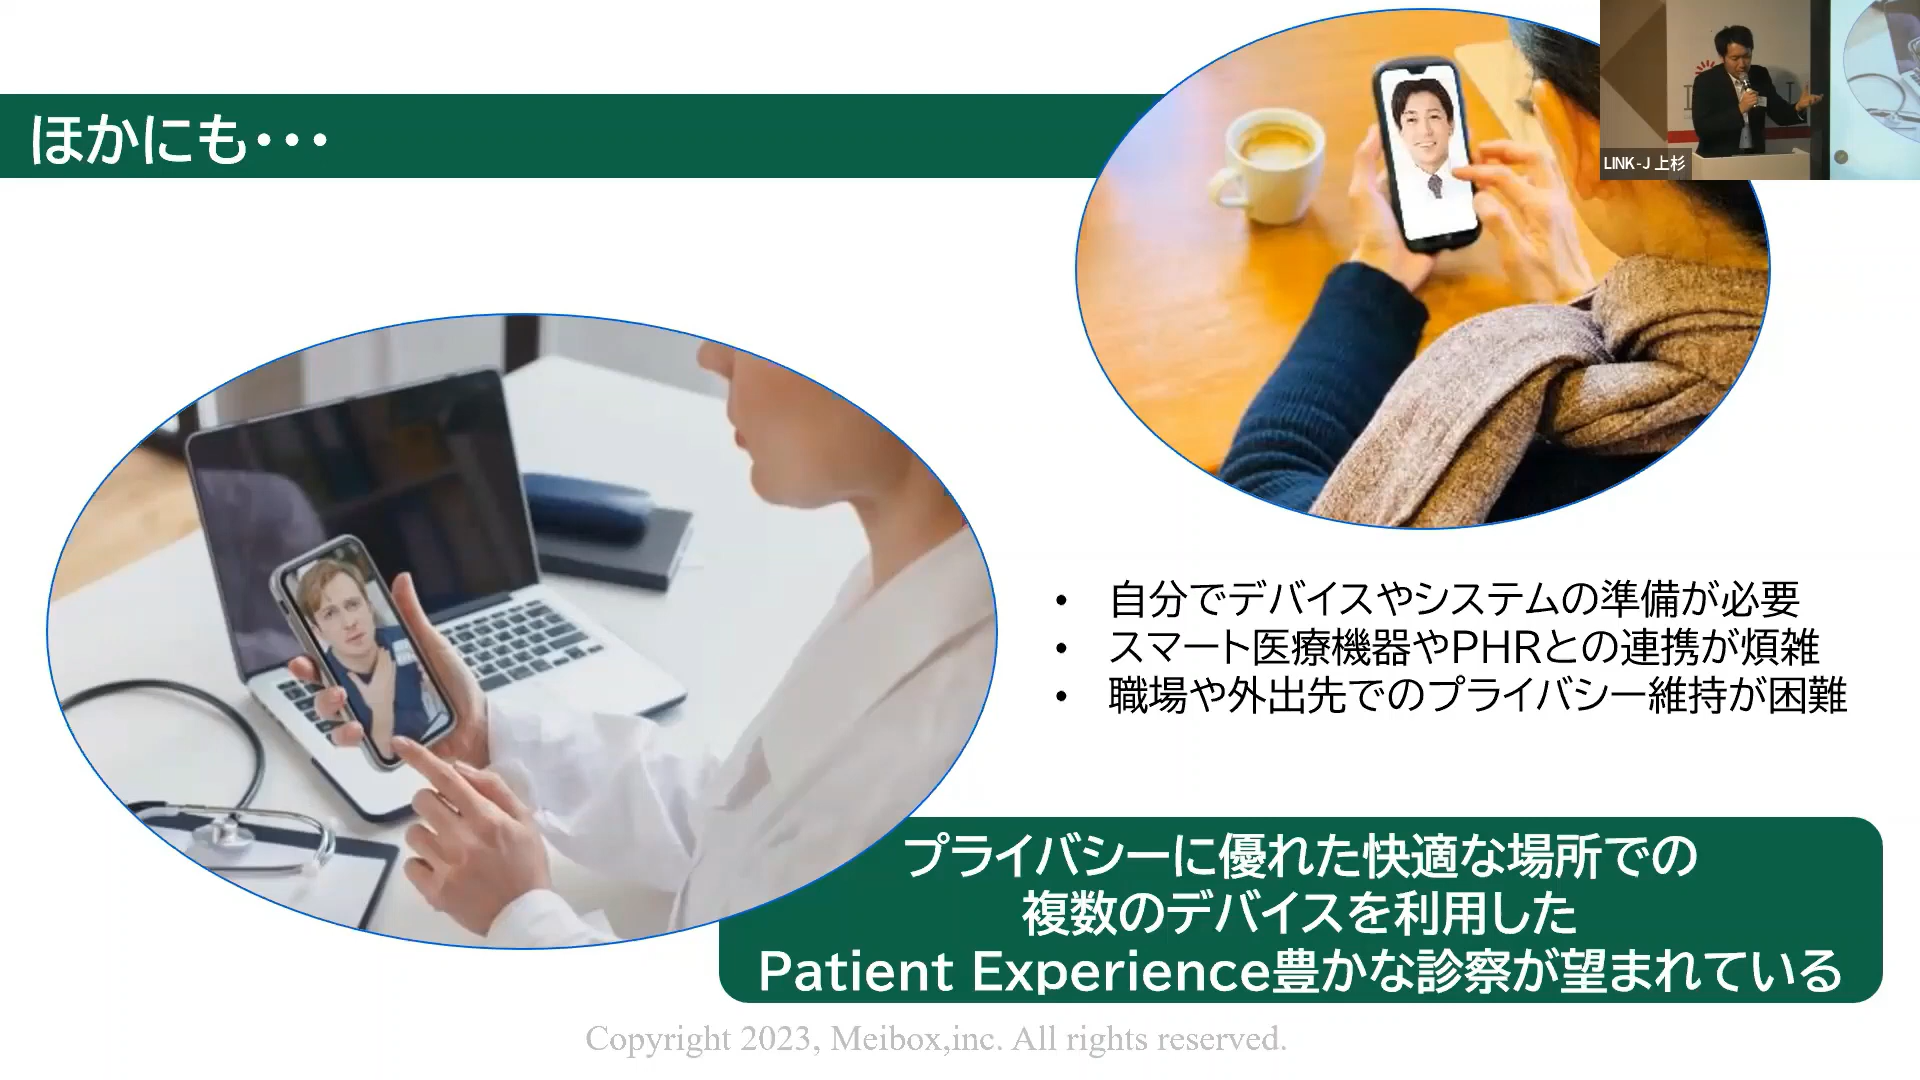 ほかにも・・・
LINK-J 上杉
• 自分でデバイスやシステムの準備が必要
• スマート医療機器やPHRとの連携が煩雑
• 職場や外出先でのプライバシー維持が困難
プライバシーに優れた快適な場所での
複数のデバイスを利用した
Patient Experience豊かな診察が望まれている
Copyright 2023, Meibox,inc. All rights reserved.